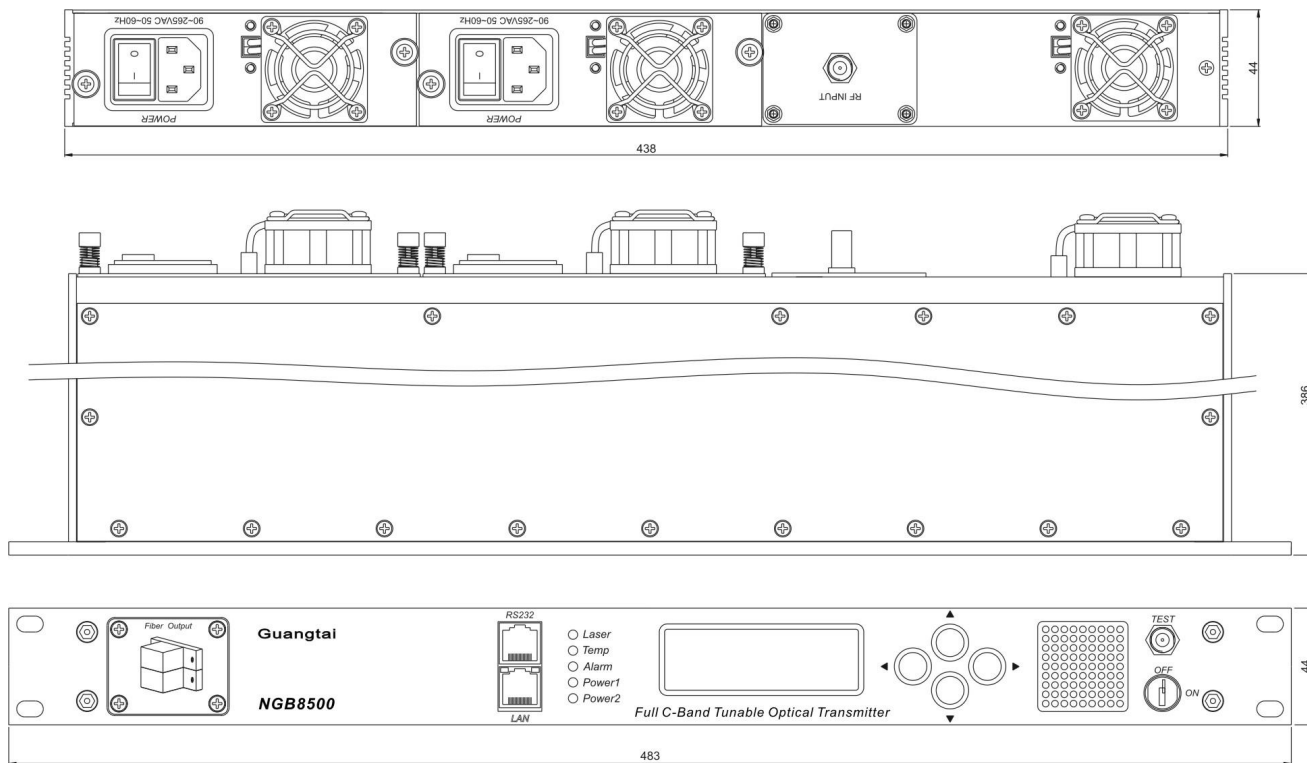 90~265VAC 50~60Hz
90~265VAC 50~60Hz
POWER
POWER
RF INPUT
44
438
386
Fiber Output
Guangtai
NGB8500
RS232
LAN
Laser
Temp
Alarm
Power1
Power2
Full C-Band Tunable Optical Transmitter
TEST
OFF
ON
44
483